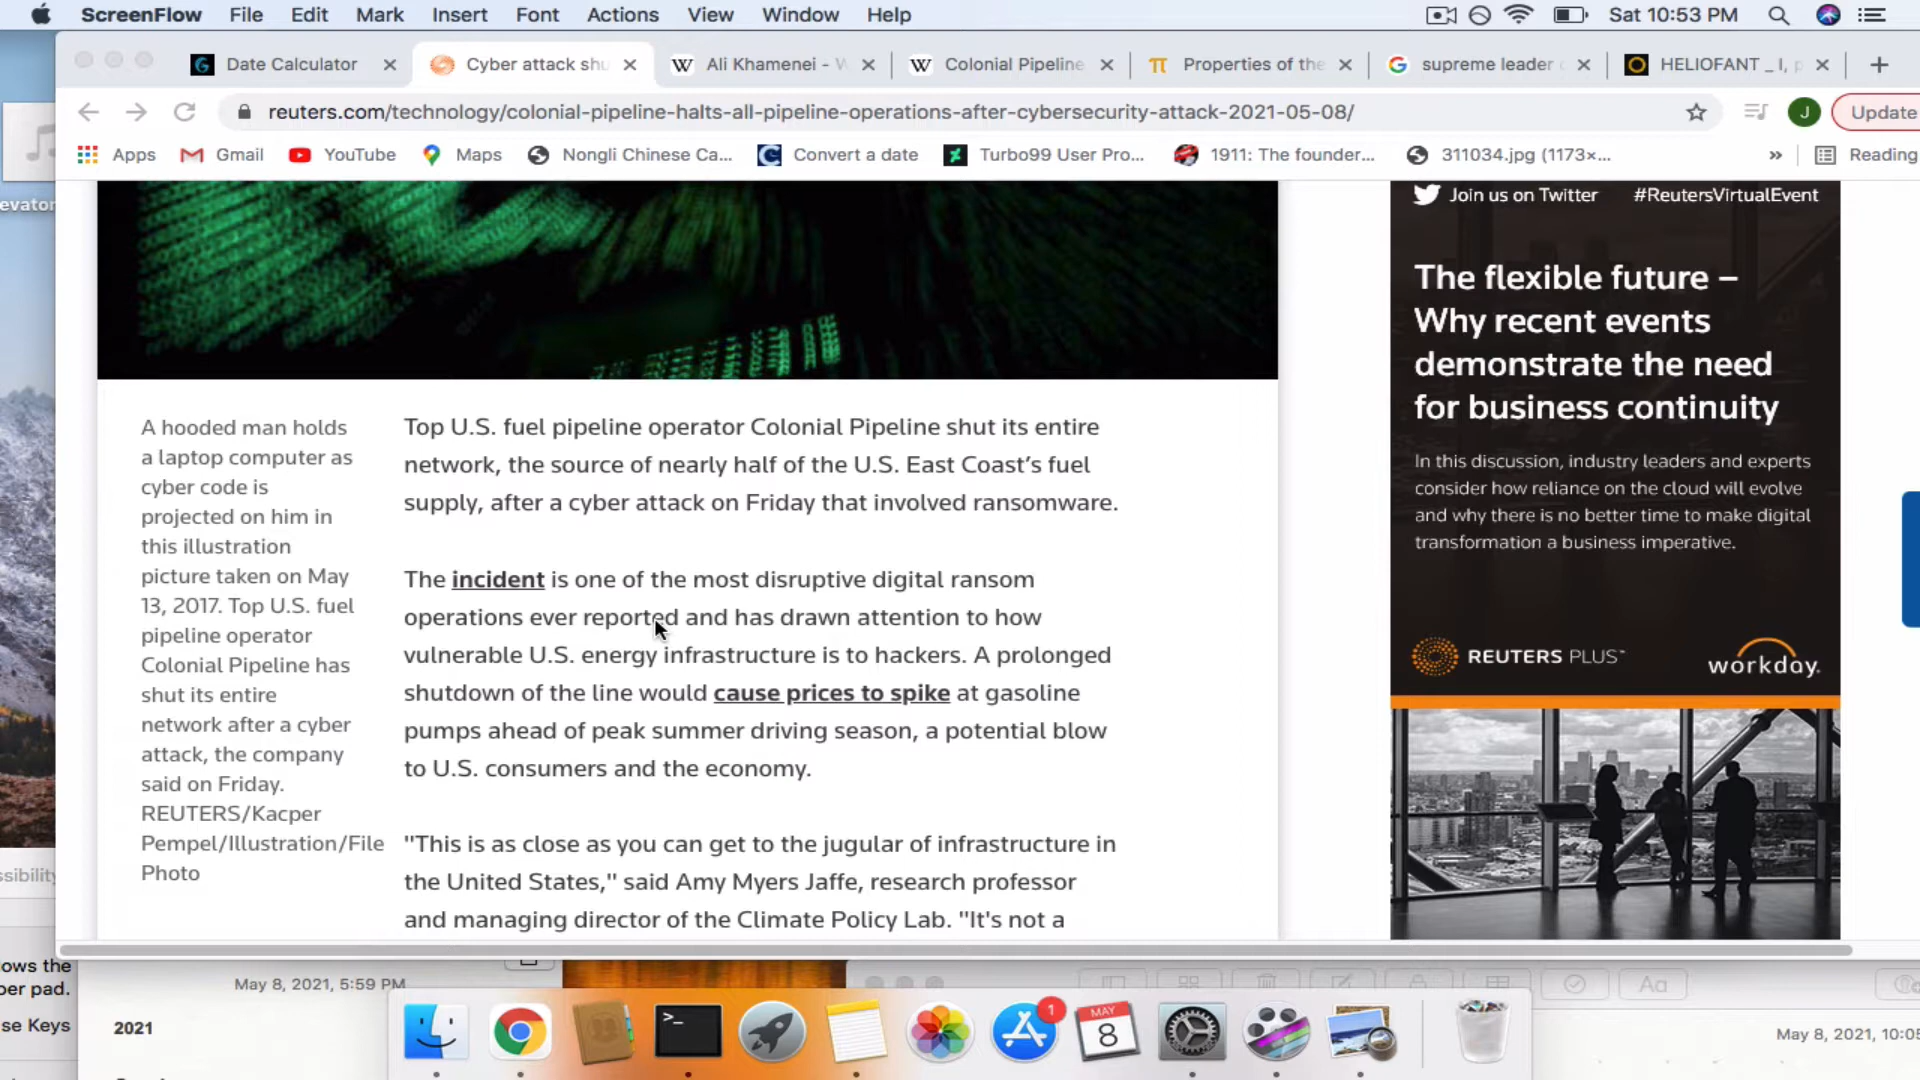 ScreenFlow File Edit Mark Insert Font Actions View Window Help Sat 10:53 PM
Date Calculator Cyber attack shu Ali Khamenei - W Colonial Pipeline Properties of the supreme leader HELIOFANT _ I, p
reuters.com/technology/colonial-pipeline-halts-all-pipeline-operations-after-cybersecurity-attack-2021-05-08/ J Update
Apps Gmail YouTube Maps Nongli Chinese Ca... Convert a date Turbo99 User Pro... 1911: The founder... 311034.jpg (1173×... » Reading
evator
A hooded man holds
a laptop computer as
cyber code is
projected on him in
this illustration
picture taken on May
13, 2017. Top U.S. fuel
pipeline operator
Colonial Pipeline has
shut its entire
network after a cyber
attack, the company
said on Friday.
REUTERS/Kacper
Pempel/Illustration/File
Photo
Top U.S. fuel pipeline operator Colonial Pipeline shut its entire
network, the source of nearly half of the U.S. East Coast’s fuel
supply, after a cyber attack on Friday that involved ransomware.
The incident is one of the most disruptive digital ransom
operations ever reported and has drawn attention to how
vulnerable U.S. energy infrastructure is to hackers. A prolonged
shutdown of the line would cause prices to spike at gasoline
pumps ahead of peak summer driving season, a potential blow
to U.S. consumers and the economy.
"This is as close as you can get to the jugular of infrastructure in
the United States," said Amy Myers Jaffe, research professor
and managing director of the Climate Policy Lab. "It's not a
Join us on Twitter #ReutersVirtualEvent
The flexible future –
Why recent events
demonstrate the need
for business continuity
In this discussion, industry leaders and experts
consider how reliance on the cloud will evolve
and why there is no better time to make digital
transformation a business imperative.
REUTERS PLUS™ workday.
ssibility
ows the
per pad.
se Keys
May 8, 2021, 5:59 PM
2021
Aa
1
MAY
8
May 8, 2021, 10:05